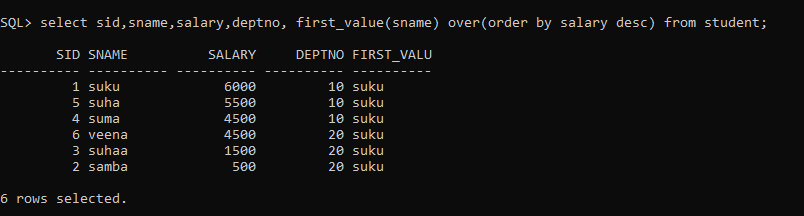 SQL> select sid,sname,salary,deptno, first_value(sname) over(order by salary desc) from student;
SID SNAME SALARY DEPTNO FIRST_VALU
---------- ---------- ---------- ---------- ----------
1 suku 6000 10 suku
5 suha 5500 10 suku
4 suma 4500 10 suku
6 veena 4500 20 suku
3 suhaa 1500 20 suku
2 samba 500 20 suku
6 rows selected.